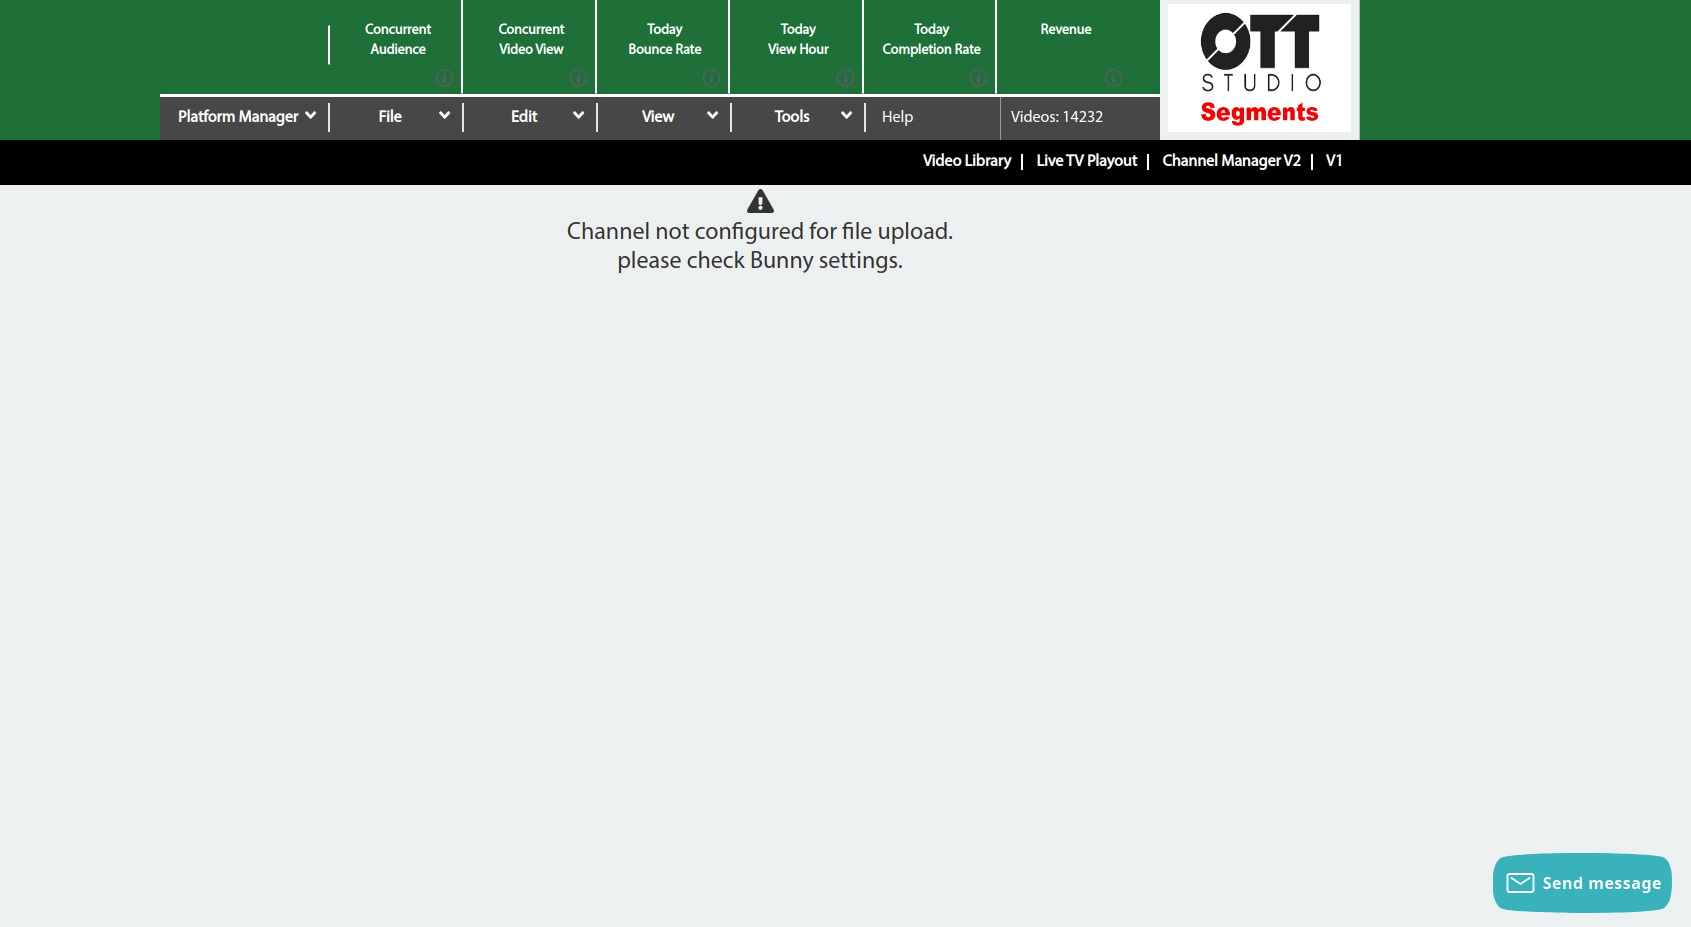 Concurrent
Audience
Concurrent
Video View
Today
Bounce Rate
Today
View Hour
Today
Completion Rate
Revenue
OTT
STUDIO
Segments
Platform Manager
File
Edit
View
Tools
Help
Videos: 14232
Video Library
Live TV Playout
Channel Manager V2
V1
Channel not configured for file upload.
please check Bunny settings.
Send message